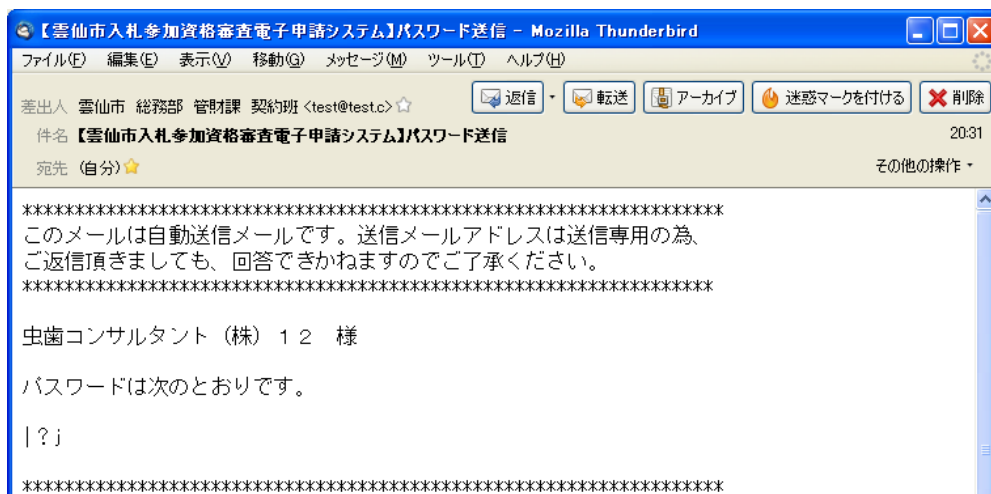 【雲仙市入札参加資格審査電子申請システム】パスワード送信 - Mozilla Thunderbird
ファイル(F) 編集(E) 表示(V) 移動(G) メッセージ(M) ツール(T) ヘルプ(H)
差出人 雲仙市 総務部 管財課 契約班 <test@test.c> 返信 転送 アーカイブ 迷惑マークを付ける 削除
件名 【雲仙市入札参加資格審査電子申請システム】パスワード送信 20:31
宛先 (自分) その他の操作
**********************************************************************
このメールは自動送信メールです。送信メールアドレスは送信専用の為、
ご返信頂きましても、回答できかねますのでご了承ください。
*********************************************************************
虫歯コンサルタント（株）１２　様
パスワードは次のとおりです。
|?j
**********************************************************************